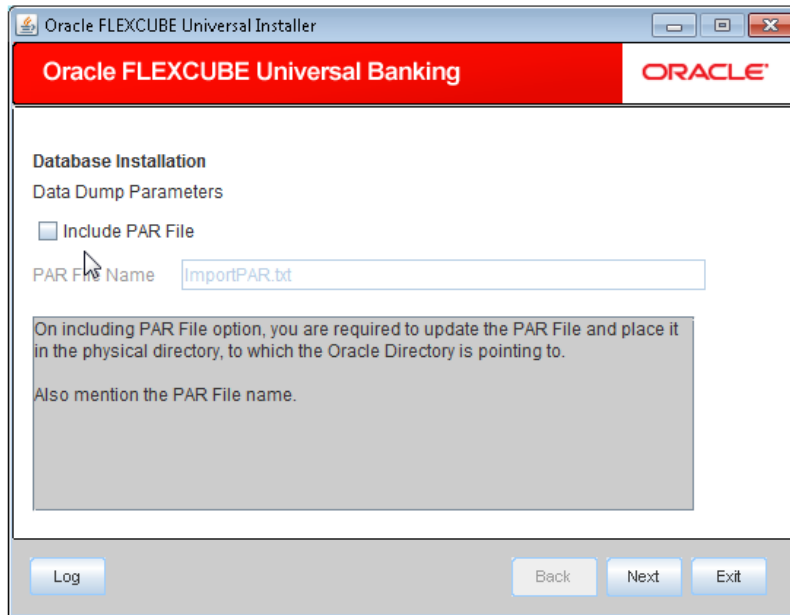 Oracle FLEXCUBE Universal Installer
Oracle FLEXCUBE Universal Banking
ORACLE
Database Installation
Data Dump Parameters
Include PAR File
PAR File Name
ImportPAR.txt
On including PAR File option, you are required to update the PAR File and place it
in the physical directory, to which the Oracle Directory is pointing to.
Also mention the PAR File name.
Log
Back
Next
Exit